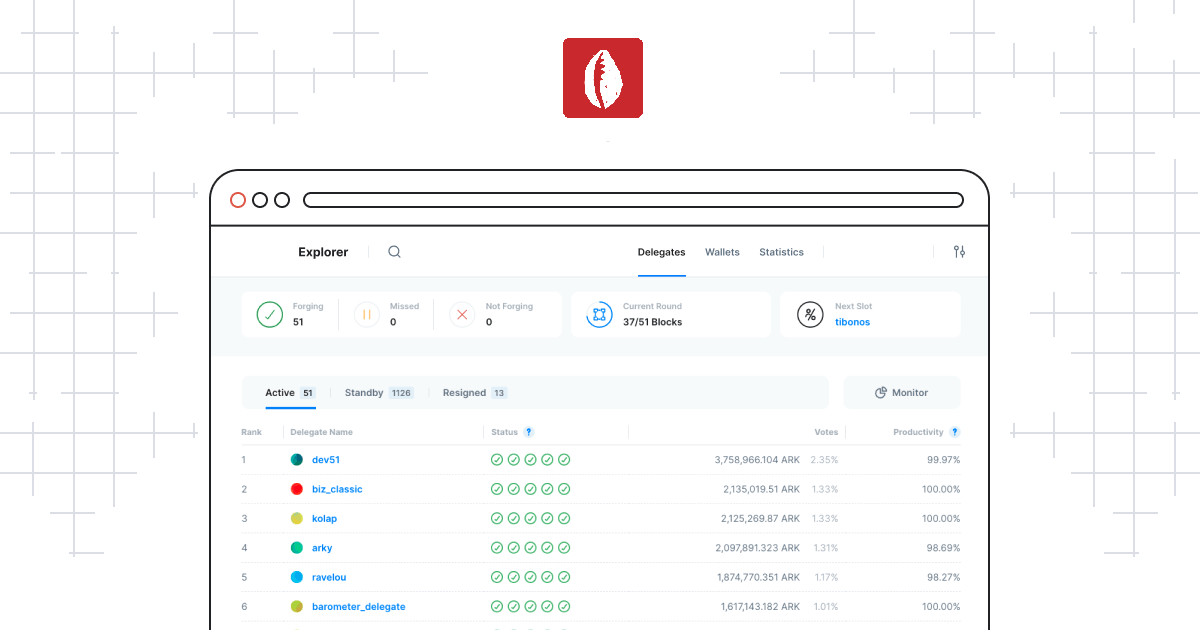 Explorer Delegates Wallets Statistics
Forging Missed Not Forging Current Round Next Slot
51 0 0 37/51 Blocks tibonos
Active 51 Standby 1126 Resigned 13 Monitor
Rank Delegate Name Status ? Votes Productivity ?
1 dev51 3,758,966.104 ARK 2.35% 99.97%
2 biz_classic 2,135,019.51 ARK 1.33% 100.00%
3 kolap 2,125,269.87 ARK 1.33% 100.00%
4 arky 2,097,891.323 ARK 1.31% 98.69%
5 ravelou 1,874,770.351 ARK 1.17% 98.27%
6 barometer_delegate 1,617,143.182 ARK 1.01% 100.00%